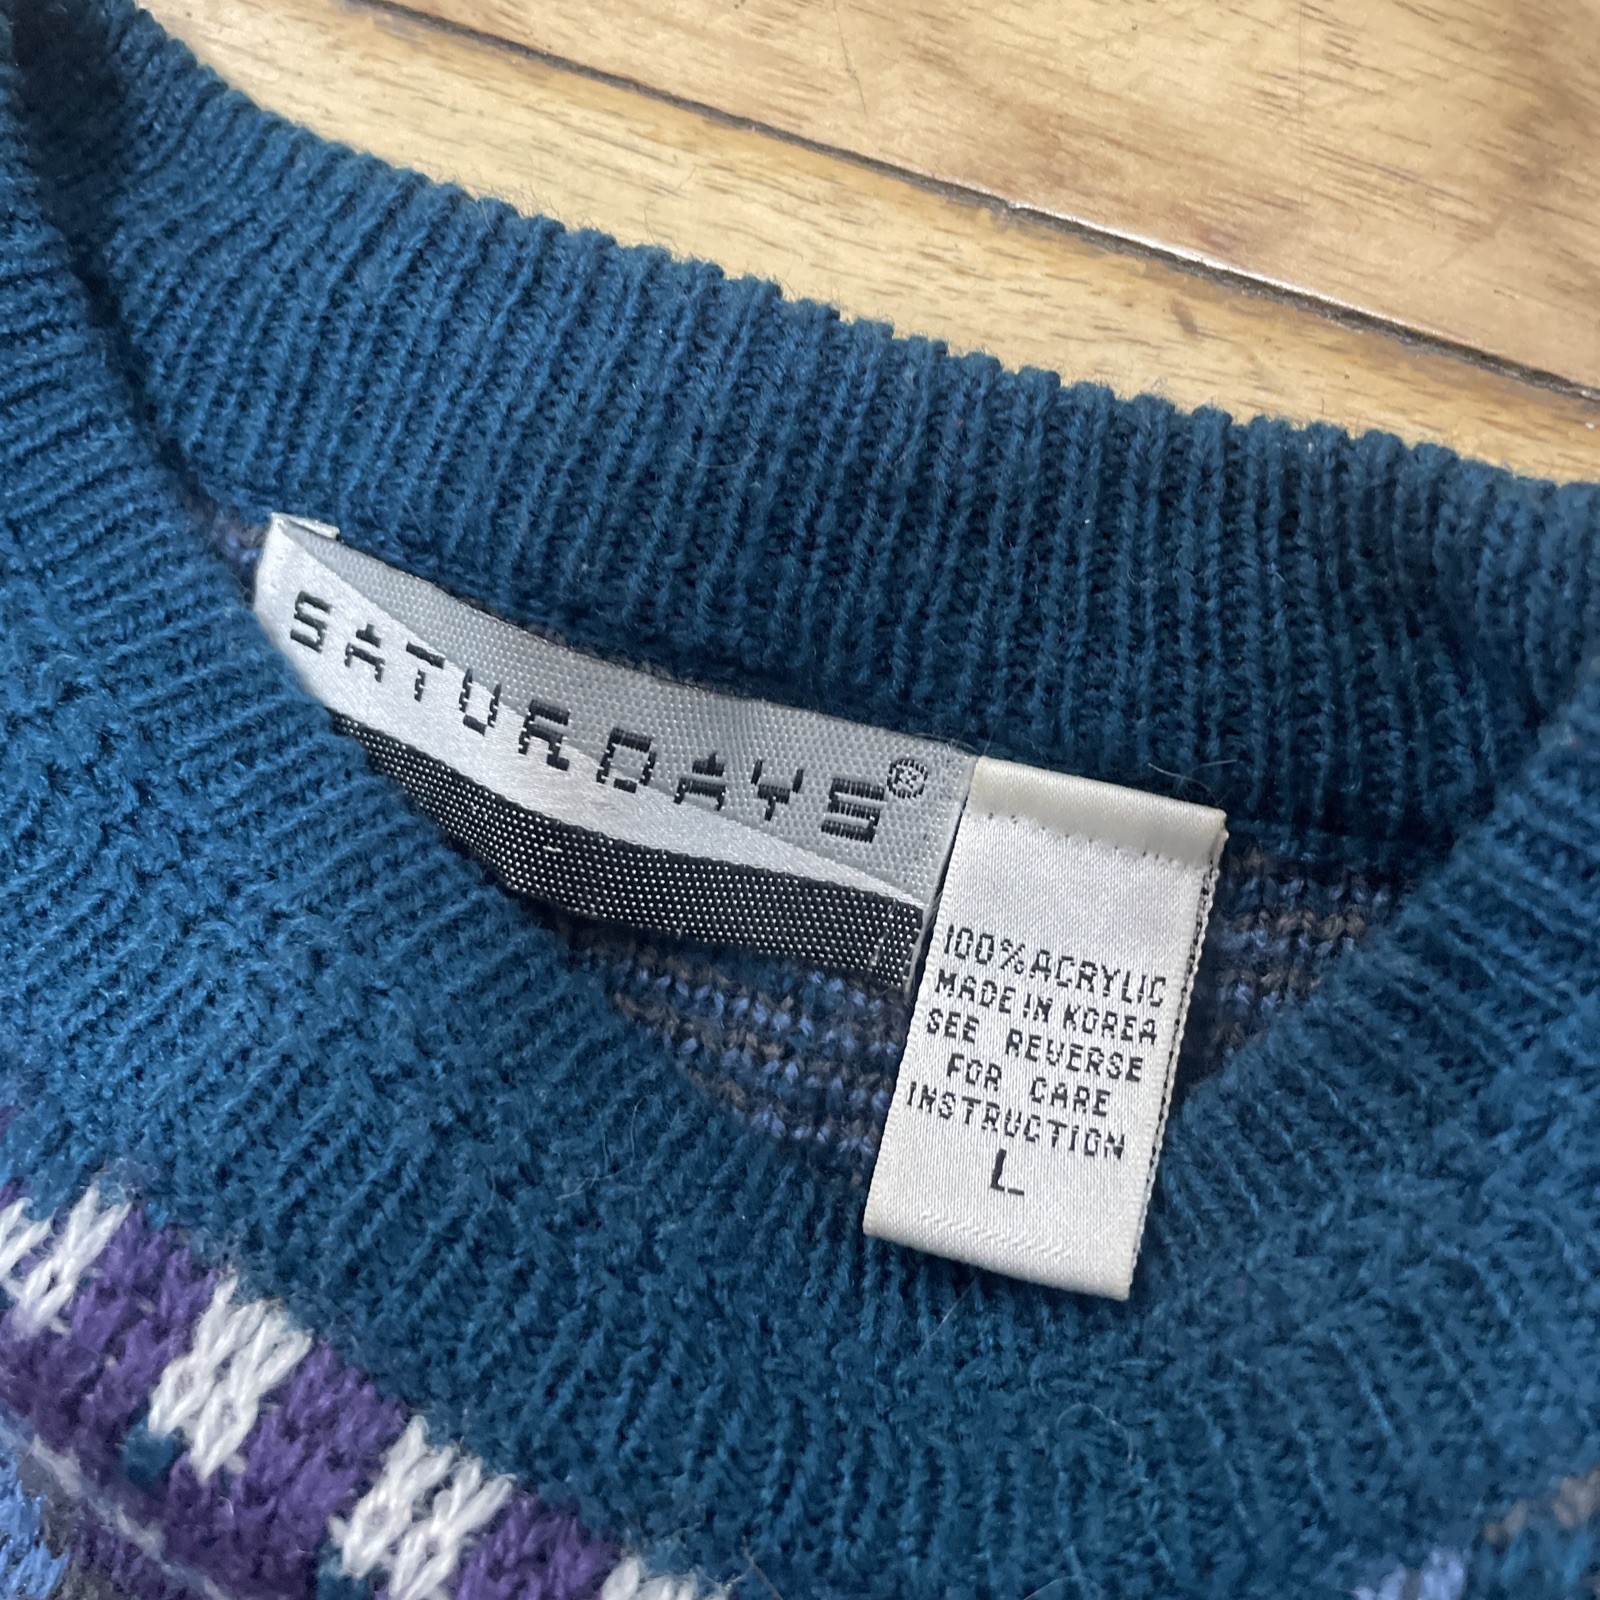 SATURDAYS®
100% ACRYLIC
MADE IN KOREA
SEE REVERSE
FOR CARE
INSTRUCTION
L